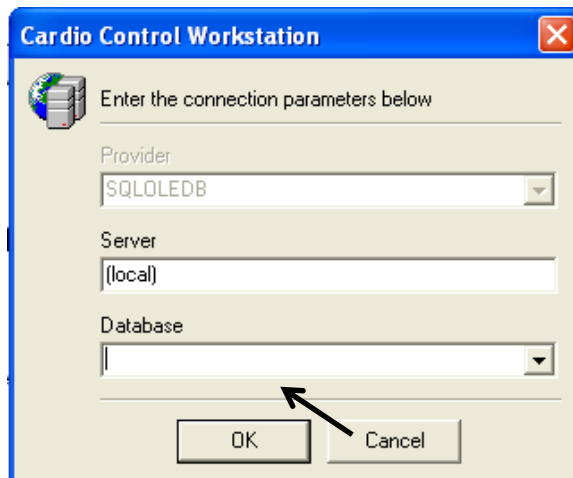 Cardio Control Workstation
Enter the connection parameters below
Provider
SQLOLEDB
Server
(local)
Database
OK Cancel